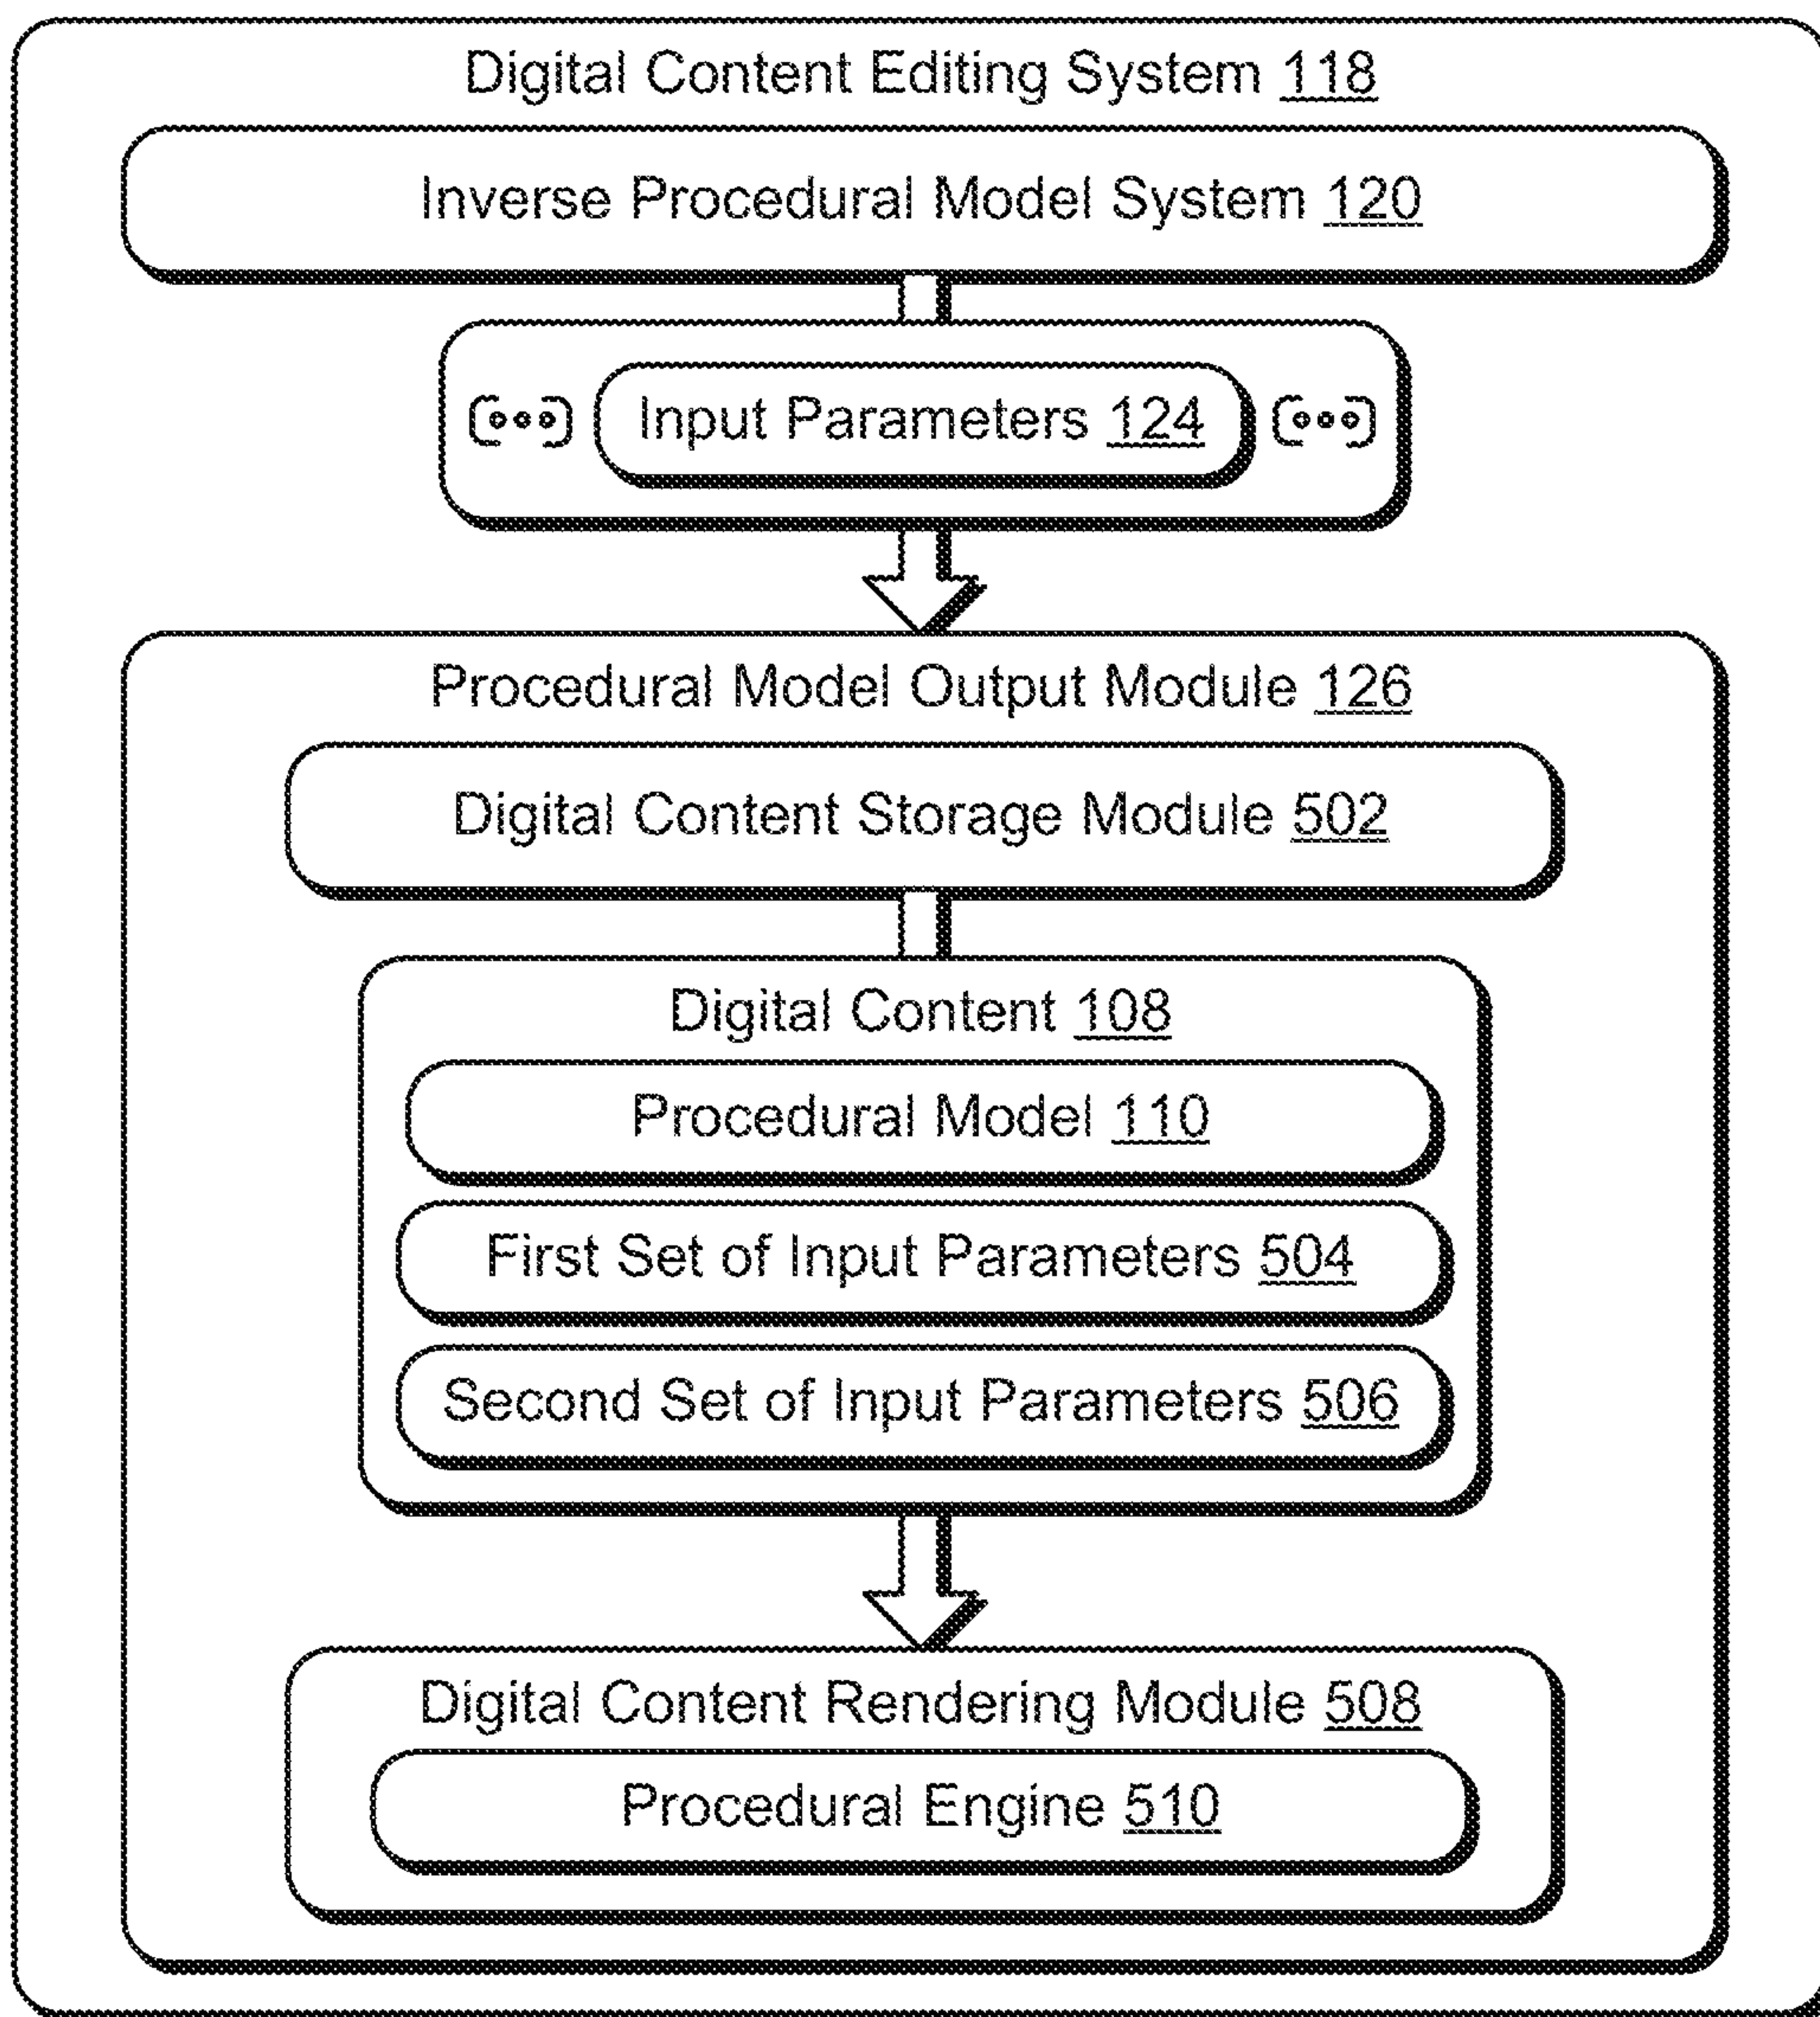 Digital Content Editing System 118
Inverse Procedural Model System 120
Input Parameters 124
Procedural Model Output Module 126
Digital Content Storage Module 502
Digital Content 108
Procedural Model 110
First Set of Input Parameters 504
Second Set of Input Parameters 506
Digital Content Rendering Module 508
Procedural Engine 510